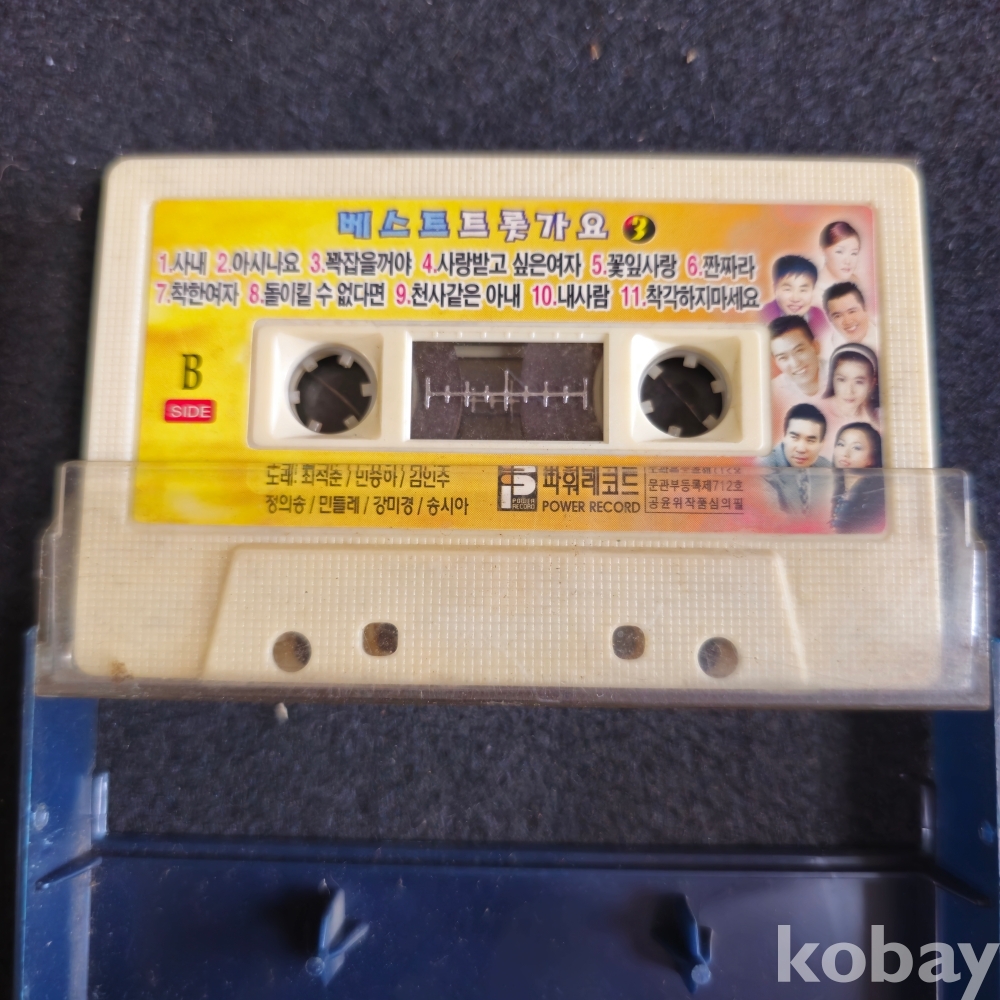 베스트트롯가요 3
1.사내 2.아시나요 3.꽉잡을꺼야 4.사랑받고 싶은여자 5.꽃잎사랑 6.짠짜라
7.착한여자 8.돌이킬 수 없다면 9.천사같은 아내 10.내사람 11.착각하지마세요
B
SIDE
노래: 최석준/민승아/김민주
정의송/민들레/강미경/송시아
POWER RECORD
파워레코드
POWER RECORD
문관부등록제712호
공윤위작품심의필
kobay